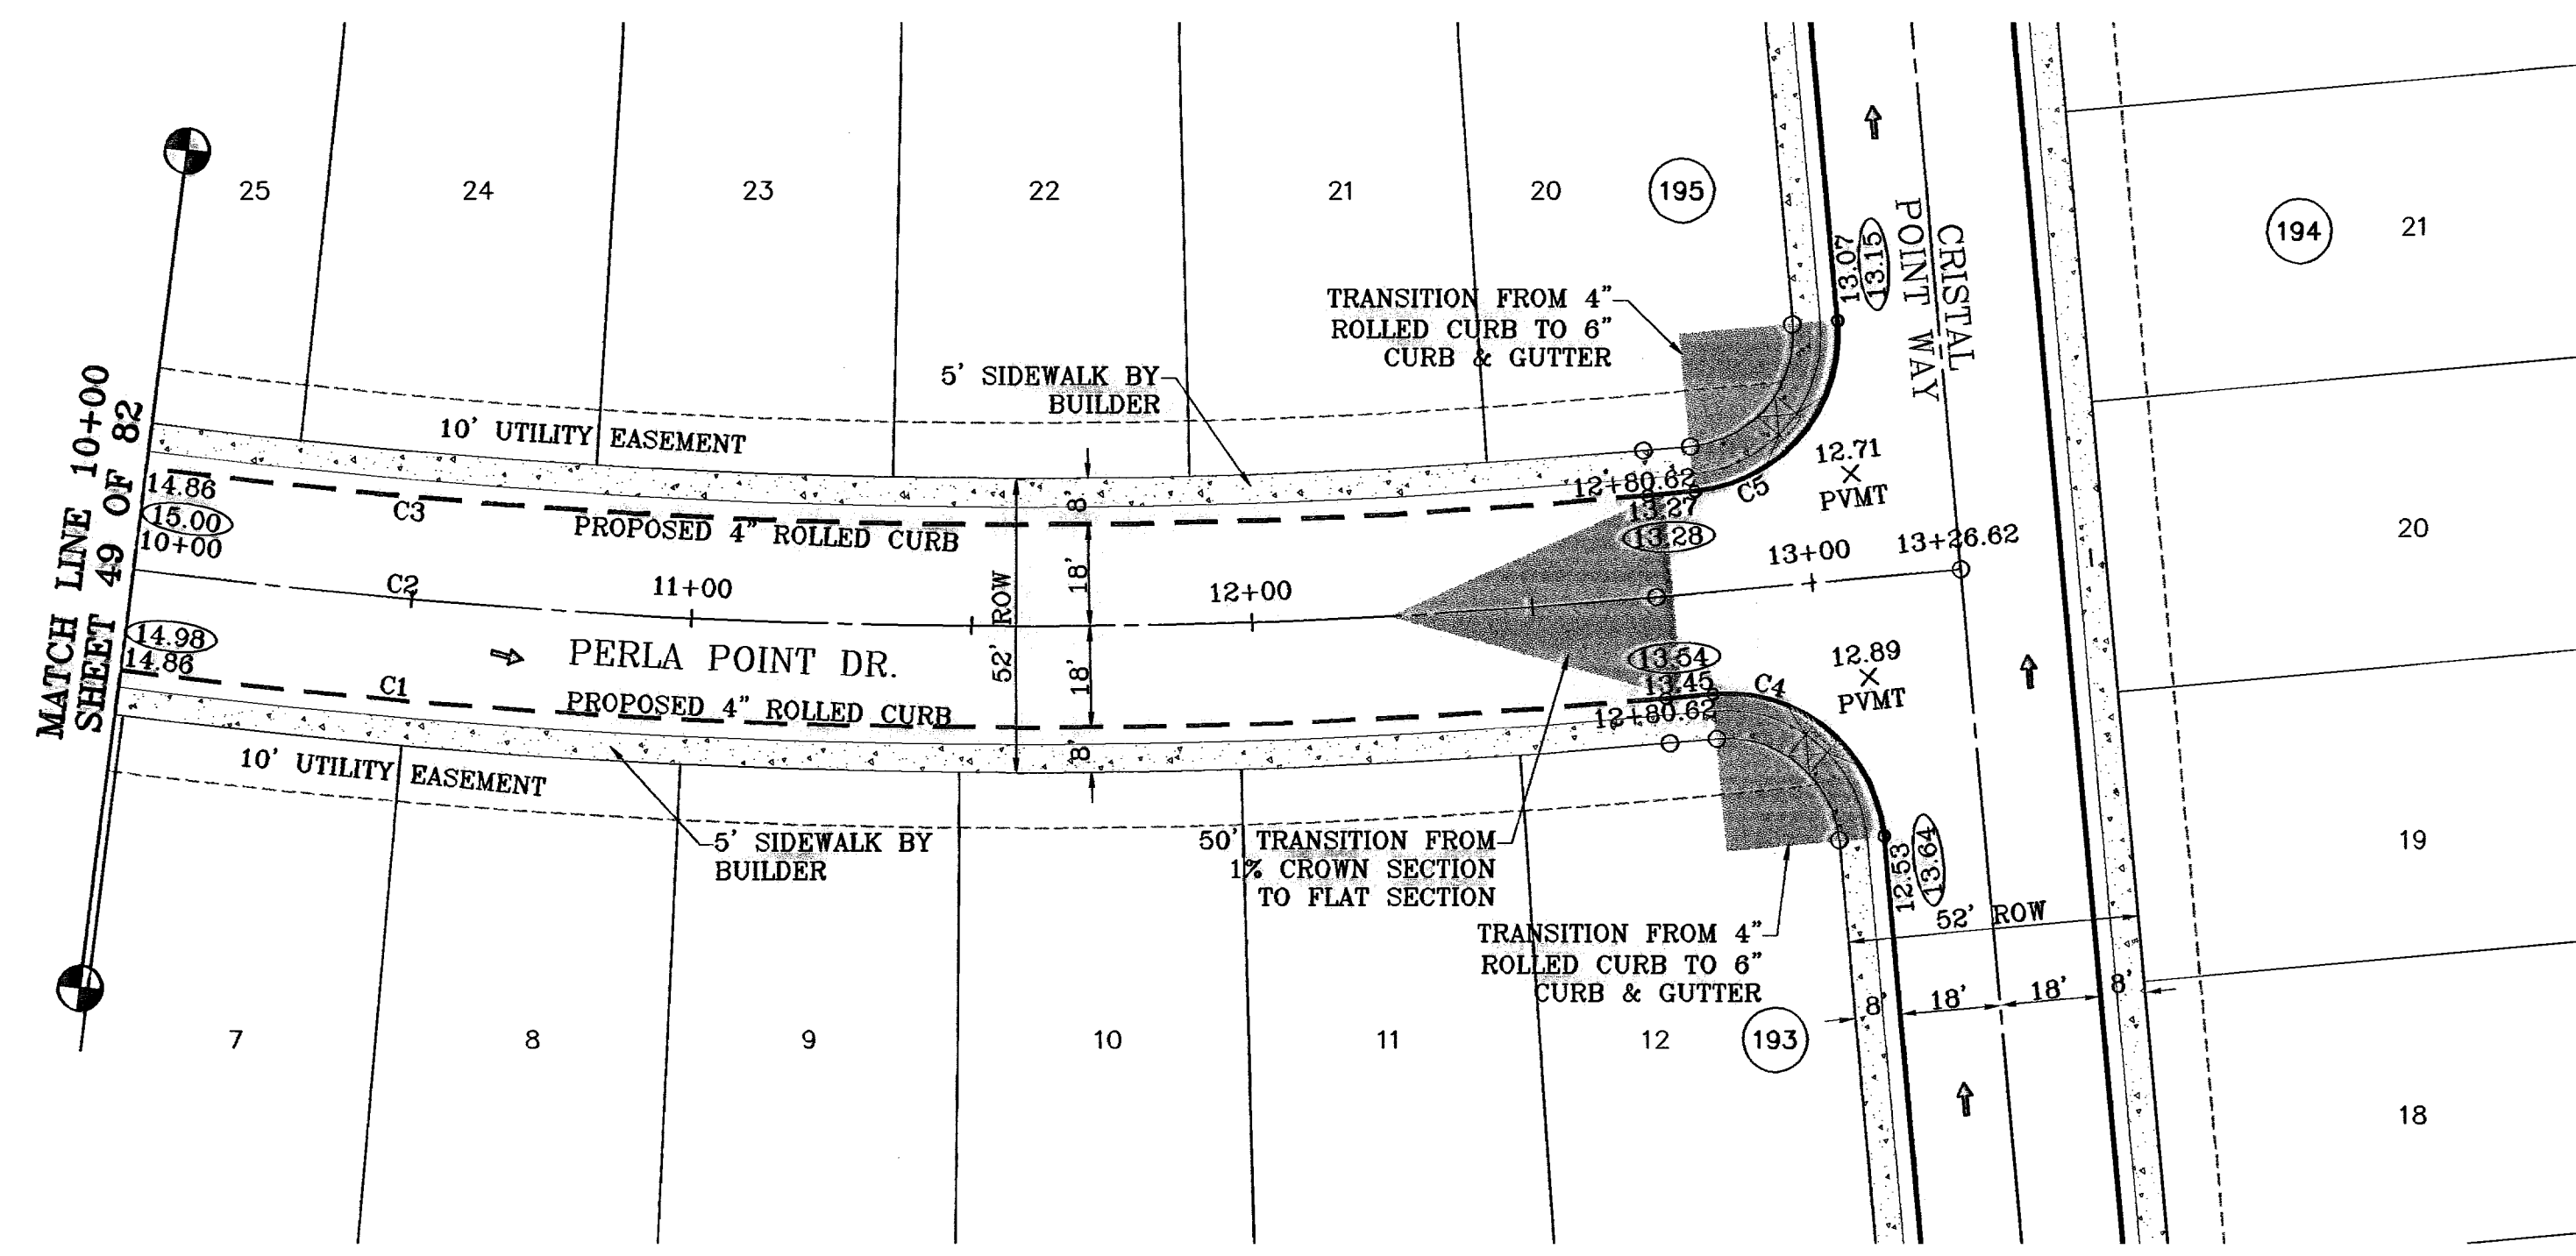 25
24
23
22
21
20
195
194
21
CRISTAL
POINT WAY
13.07
13.15
TRANSITION FROM 4"
ROLLED CURB TO 6"
CURB & GUTTER
5' SIDEWALK BY
BUILDER
10' UTILITY EASEMENT
MATCH LINE 10+00
SHEET 49 OF 82
14.86
15.00
10+00
C3
PROPOSED 4" ROLLED CURB
8'
12+80.62
13.27
13.28
C5
12.71
PVMT
13+00
13+26.62
20
C2
11+00
52' ROW
18'
12+00
14.98
14.86
PERLA POINT DR.
18'
13.54
13.45
12+80.62
C4
12.89
PVMT
C1
PROPOSED 4" ROLLED CURB
8'
10' UTILITY EASEMENT
5' SIDEWALK BY
BUILDER
50' TRANSITION FROM
1% CROWN SECTION
TO FLAT SECTION
12.53
13.64
19
52' ROW
TRANSITION FROM 4"
ROLLED CURB TO 6"
CURB & GUTTER
8'
18'
18'
8'
7
8
9
10
11
12
193
18